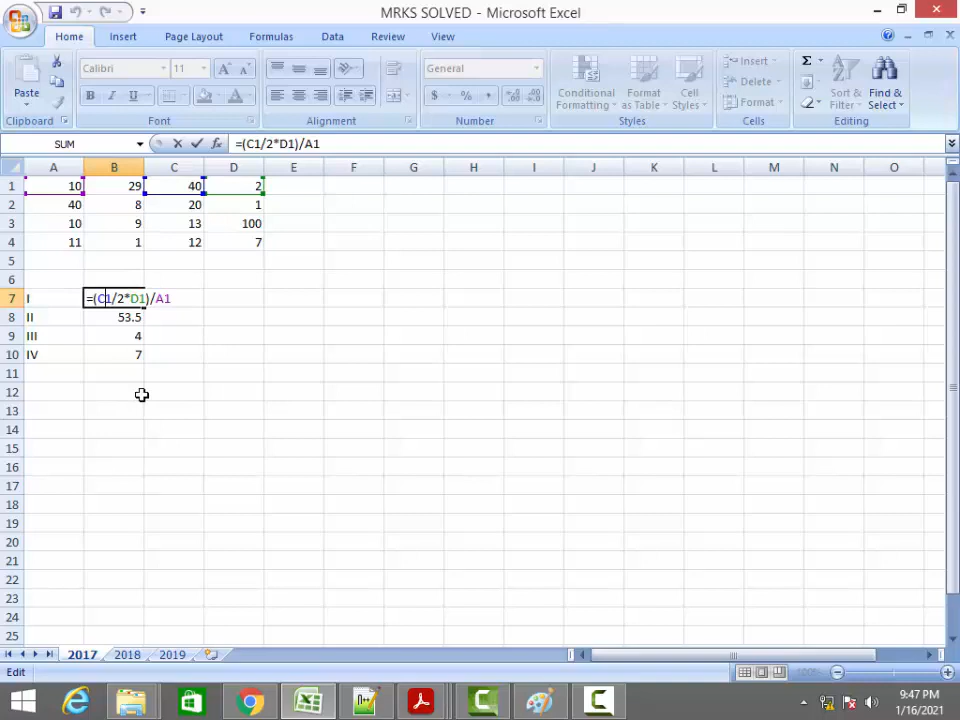 MRKS SOLVED - Microsoft Excel
Home Insert Page Layout Formulas Data Review View
Paste
Clipboard
Calibri 11
B I U
Font
Alignment
General
$ % ,
Number
Conditional Formatting
Format as Table
Cell Styles
Styles
Insert
Delete
Format
Cells
Σ
Sort & Filter
Find & Select
Editing
SUM fx =(C1/2*D1)/A1
A B C D E F G H I J K L M N O
1 10 29 40 2
2 40 8 20 1
3 10 9 13 100
4 11 1 12 7
5
6
7 I =(C1/2*D1)/A1
8 II 53.5
9 III 4
10 IV 7
11
12
13
14
15
16
17
18
19
20
21
22
23
24
25
2017 2018 2019
Edit 100%
9:47 PM
1/16/2021